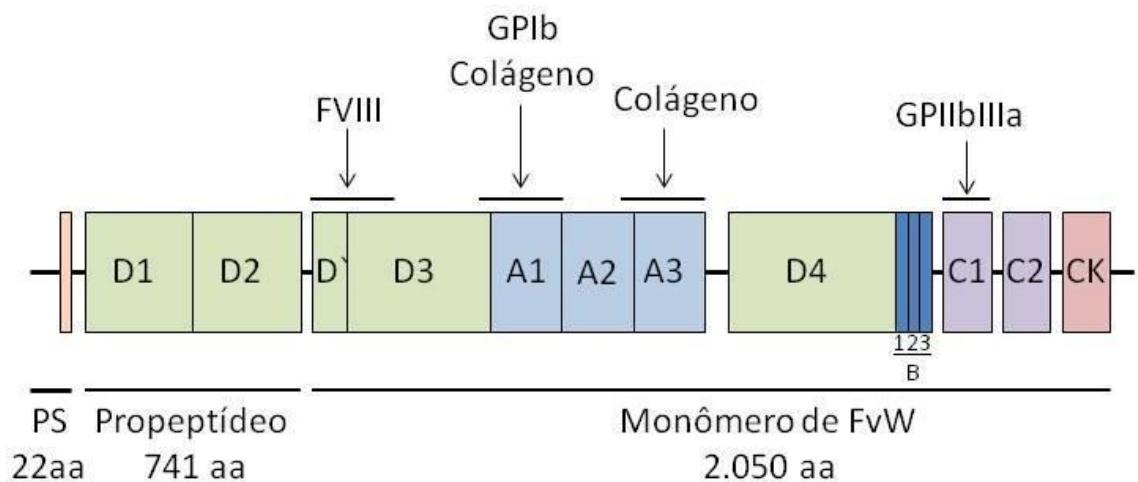 GPIb
Colágeno
Colágeno
FVIII
GPIIbIIIa
D1 D2 D` D3 A1 A2 A3 D4 C1 C2 CK
123
B
PS Propeptídeo Monômero de FvW
22aa 741 aa 2.050 aa